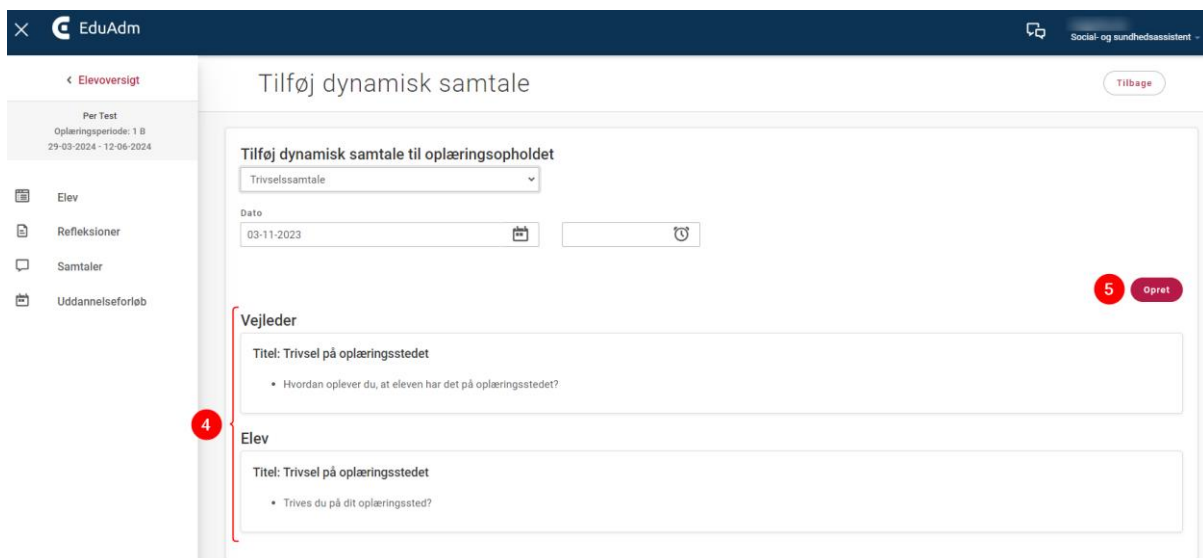 EduAdm
Social- og sundhedsassistent
Elevoversigt
Tilføj dynamisk samtale
Tilbage
Per Test
Oplæringsperiode: 1 B
29-03-2024 - 12-06-2024
Elev
Refleksioner
Samtaler
Uddannelseforløb
Tilføj dynamisk samtale til oplæringsopholdet
Trivselssamtale
Dato
03-11-2023
5 Opret
Vejleder
Titel: Trivsel på oplæringsstedet
• Hvordan oplever du, at eleven har det på oplæringsstedet?
4
Elev
Titel: Trivsel på oplæringsstedet
• Trives du på dit oplæringssted?